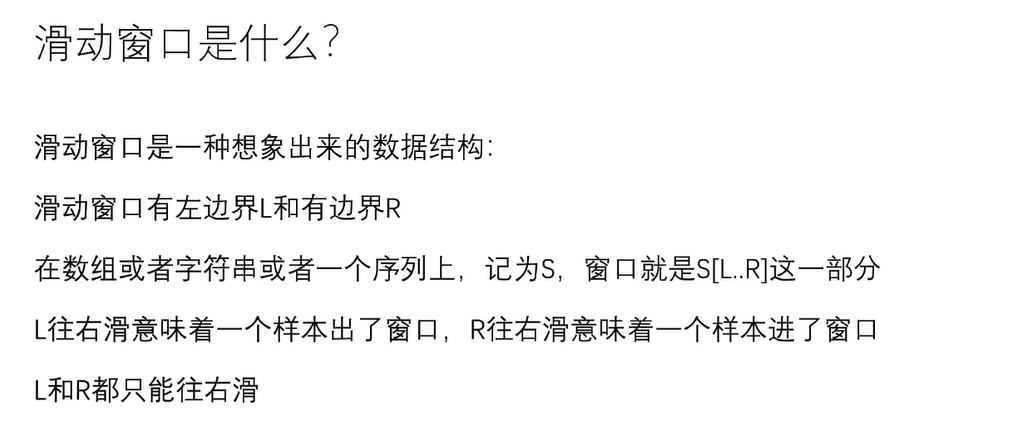 滑动窗口是什么?
滑动窗口是一种想象出来的数据结构：
滑动窗口有左边界L和有边界R
在数组或者字符串或者一个序列上，记为S，窗口就是S[L..R]这一部分
L往右滑意味着一个样本出了窗口，R往右滑意味着一个样本进了窗口
L和R都只能往右滑